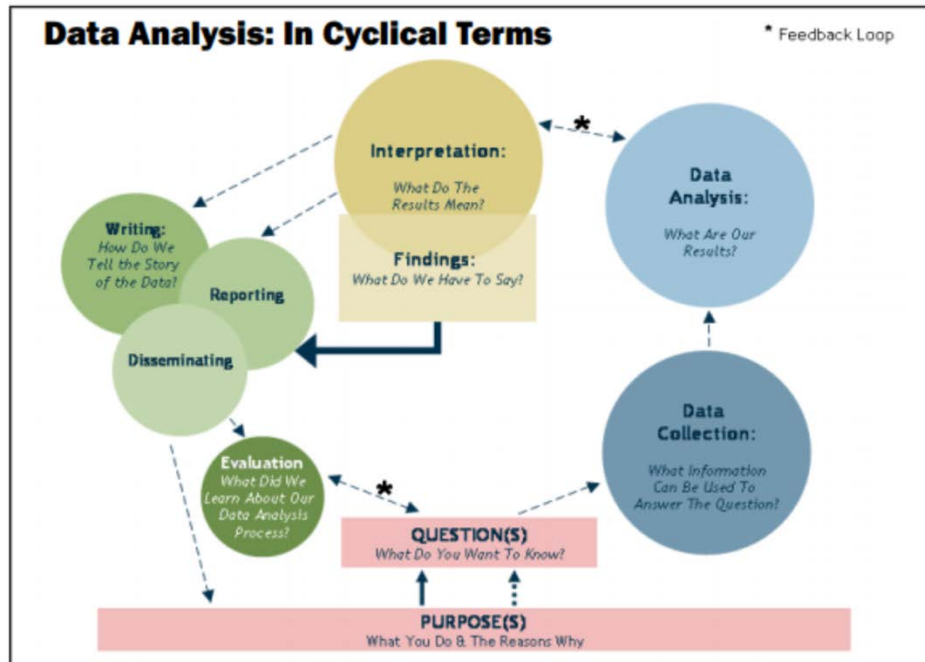 Data Analysis: In Cyclical Terms
* Feedback Loop
Interpretation:
What Do The
Results Mean?
*
Data
Analysis:
What Are Our
Results?
Writing:
How Do We
Tell the Story
of the Data?
Findings:
What Do We Have To Say?
Reporting
Disseminating
Data
Collection:
What Information
Can Be Used To
Answer The Question?
Evaluation
What Did We
Learn About Our
Data Analysis
Process?
*
QUESTION(S)
What Do You Want To Know?
PURPOSE(S)
What You Do & The Reasons Why